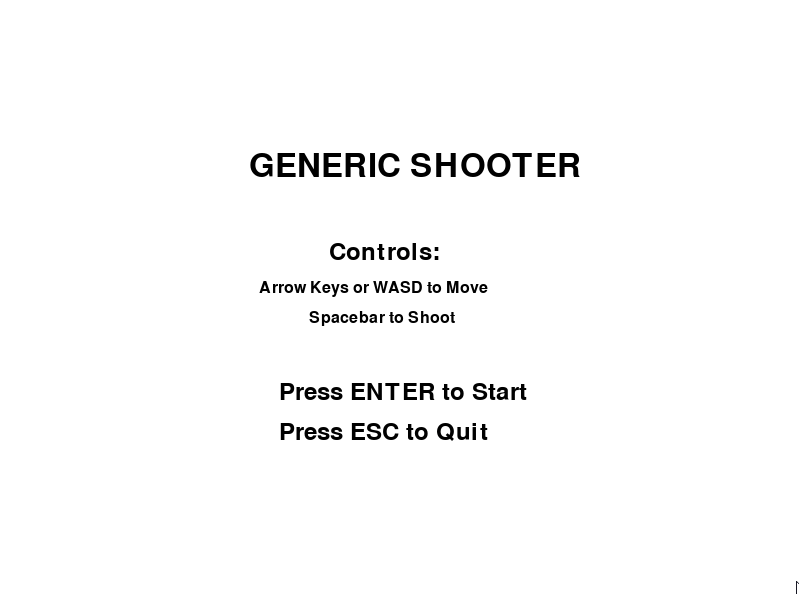 GENERIC SHOOTER
Controls:
Arrow Keys or WASD to Move
Spacebar to Shoot
Press ENTER to Start
Press ESC to Quit